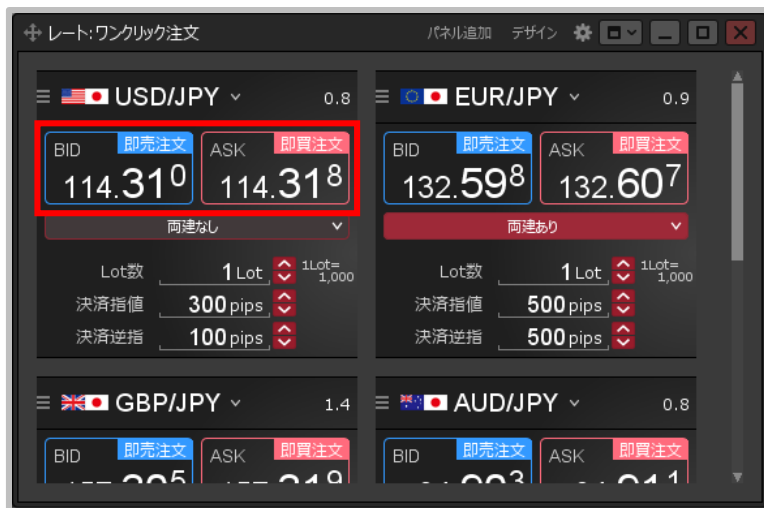 レート:ワンクリック注文 パネル追加 デザイン
USD/JPY 0.8
BID 即売注文 ASK 即買注文
114.310 114.318
両建なし
Lot数 1 Lot 1Lot= 1,000
決済指値 300 pips
決済逆指 100 pips
EUR/JPY 0.9
BID 即売注文 ASK 即買注文
132.598 132.607
両建あり
Lot数 1 Lot 1Lot= 1,000
決済指値 500 pips
決済逆指 500 pips
GBP/JPY 1.4
BID 即売注文 ASK 即買注文
AUD/JPY 0.8
BID 即売注文 ASK 即買注文